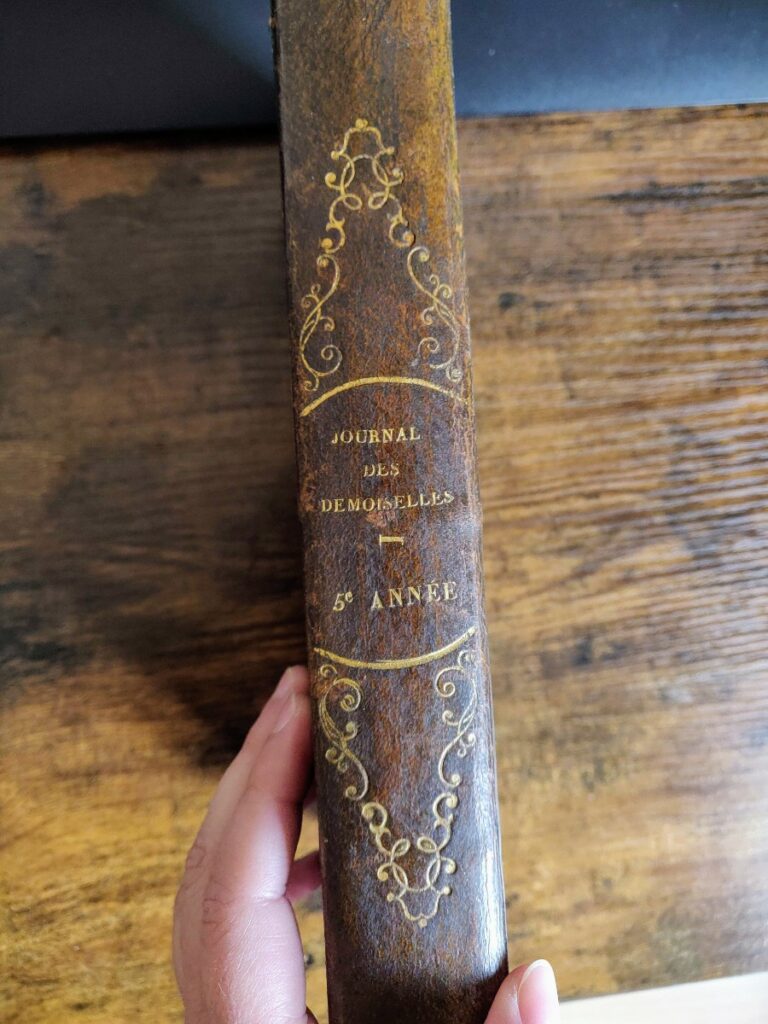 JOURNAL
DES
DEMOISELLES
5e ANNÉE